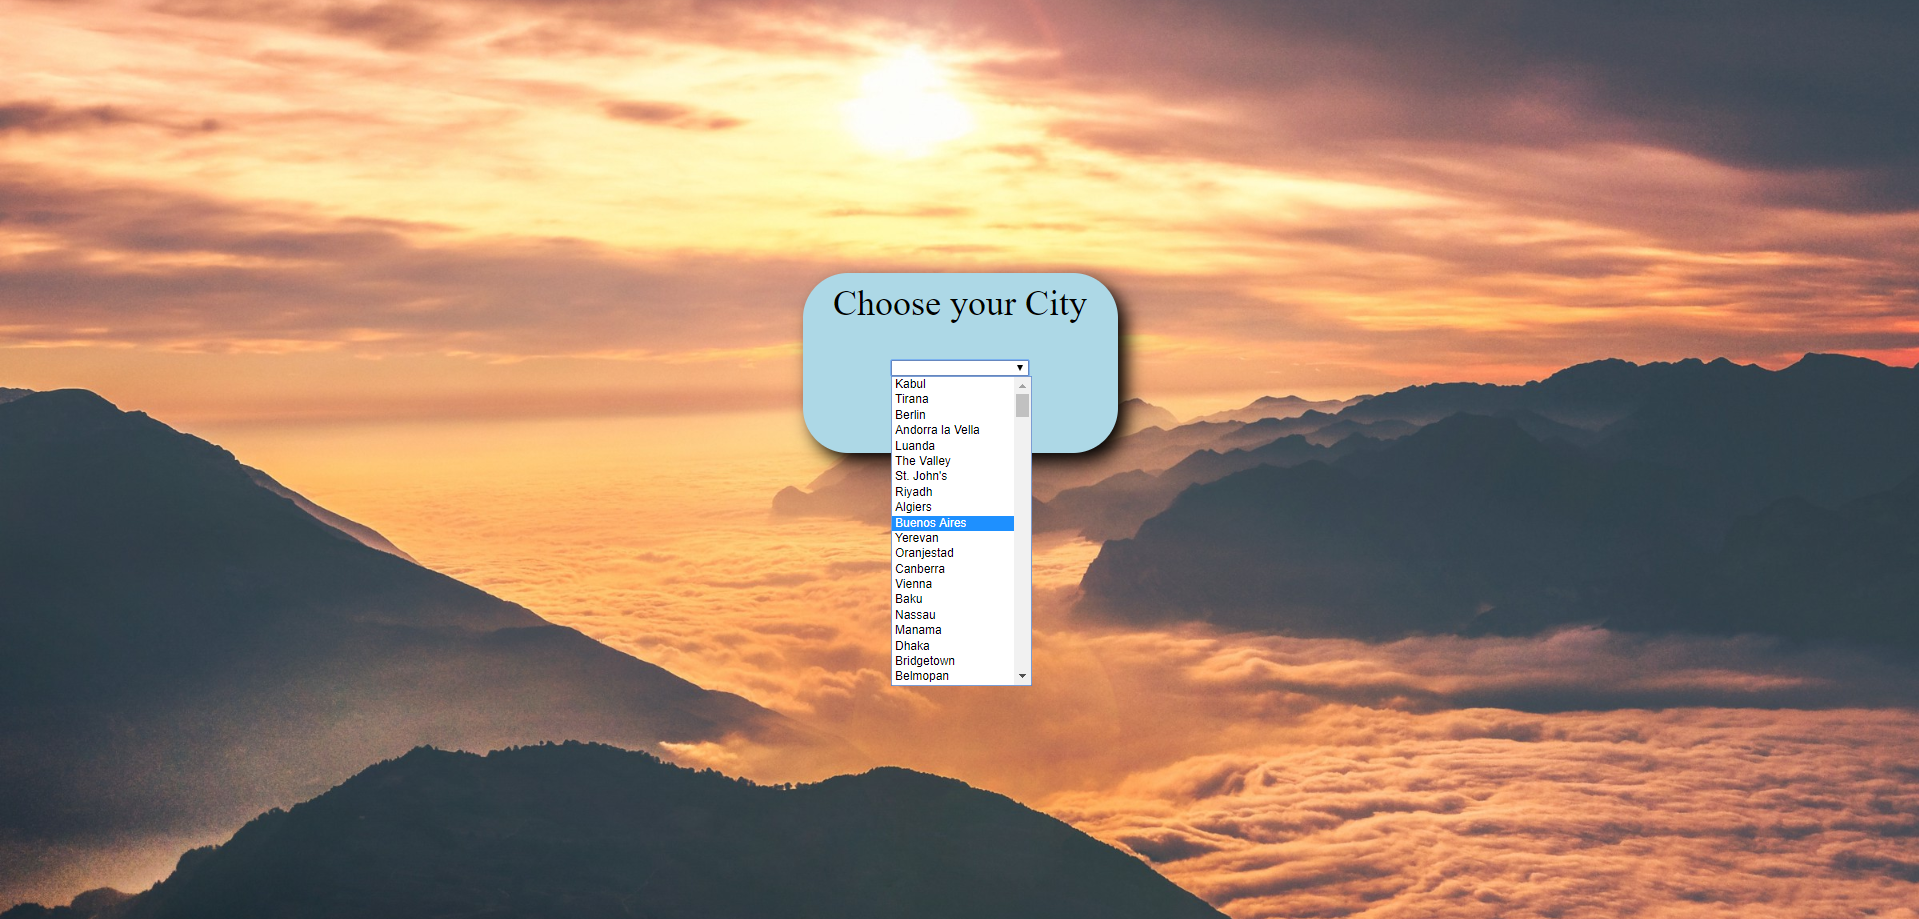 Choose your City
Kabul
Tirana
Berlin
Andorra la Vella
Luanda
The Valley
St. John's
Riyadh
Algiers
Buenos Aires
Yerevan
Oranjestad
Canberra
Vienna
Baku
Nassau
Manama
Dhaka
Bridgetown
Belmopan